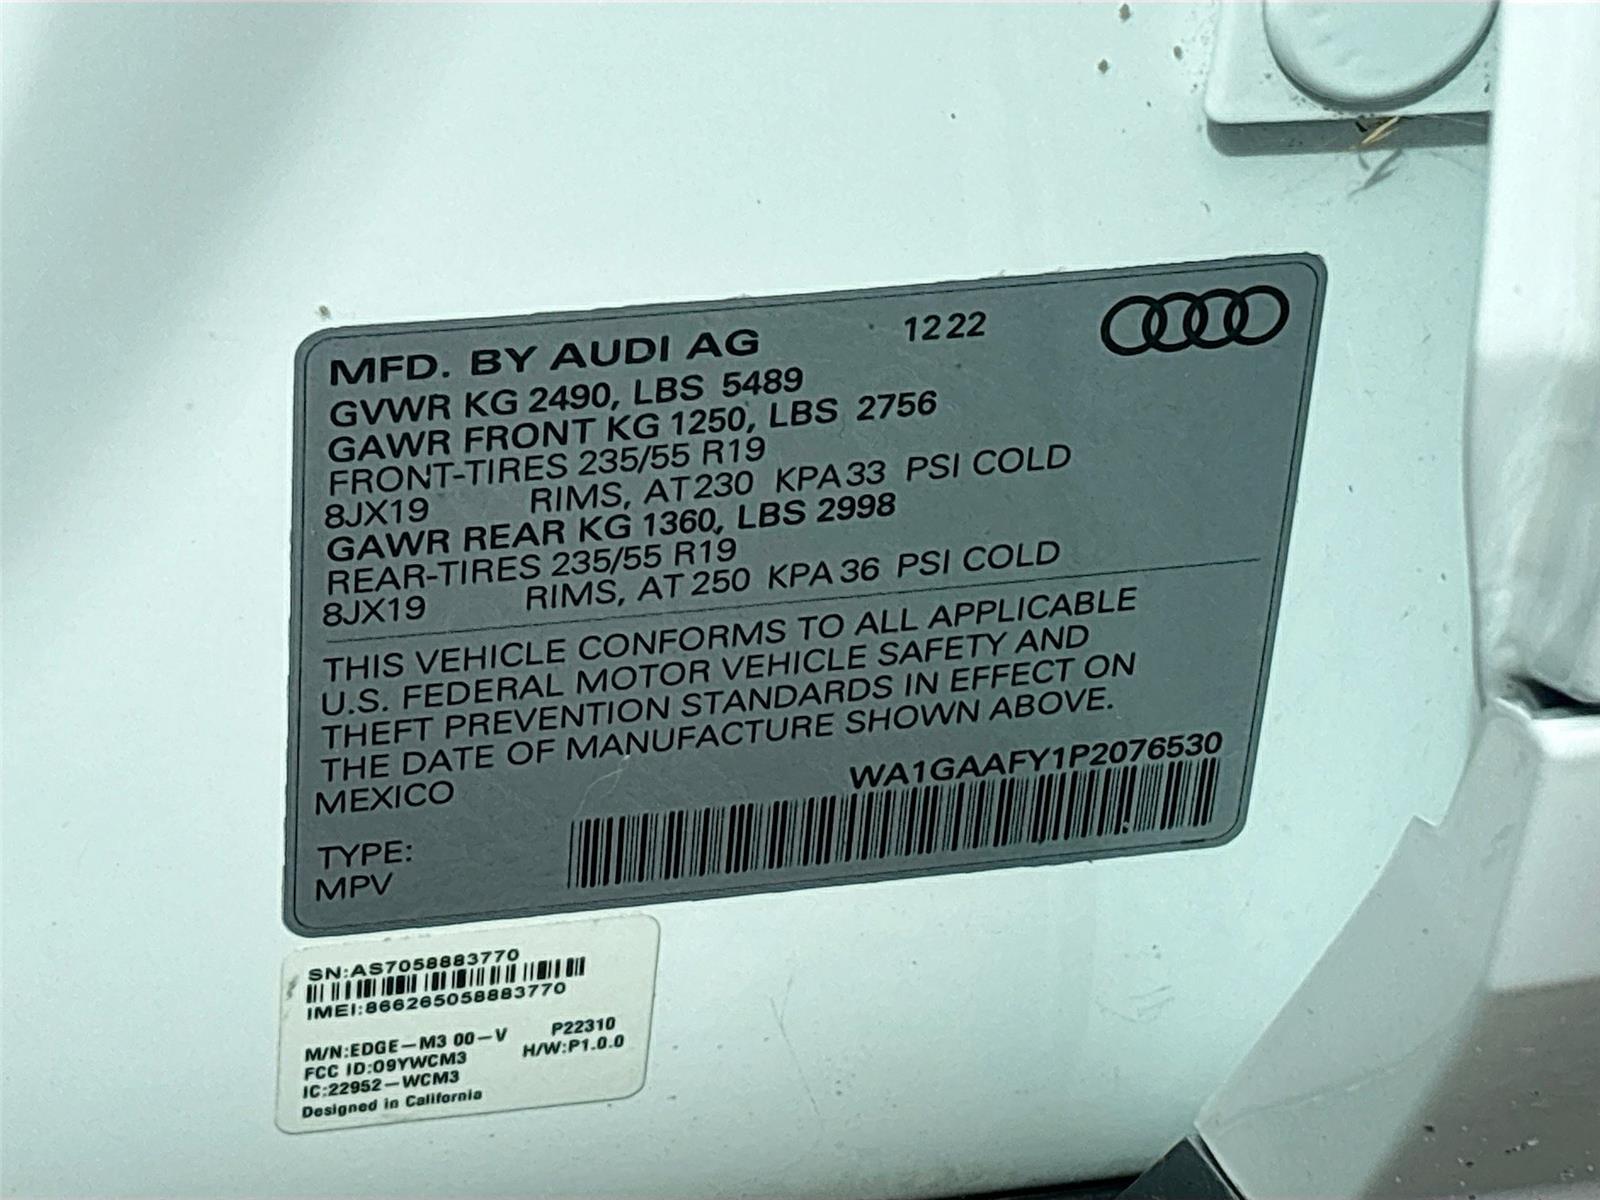 MFD. BY AUDI AG 12 22
GVWR KG 2490, LBS 5489
GAWR FRONT KG 1250, LBS 2756
FRONT-TIRES 235/55 R19
8JX19 RIMS, AT 230 KPA 33 PSI COLD
GAWR REAR KG 1360, LBS 2998
REAR-TIRES 235/55 R19
8JX19 RIMS, AT 250 KPA 36 PSI COLD
THIS VEHICLE CONFORMS TO ALL APPLICABLE
U.S. FEDERAL MOTOR VEHICLE SAFETY AND
THEFT PREVENTION STANDARDS IN EFFECT ON
THE DATE OF MANUFACTURE SHOWN ABOVE.
MEXICO WA1GAAFY1P2076530
TYPE:
MPV
SN:AS7058883770
IMEI:866265058883770
M/N:EDGE-M3 00-V P22310
FCC ID:O9YWCM3 H/W:P1.0.0
IC:22952-WCM3
Designed in California